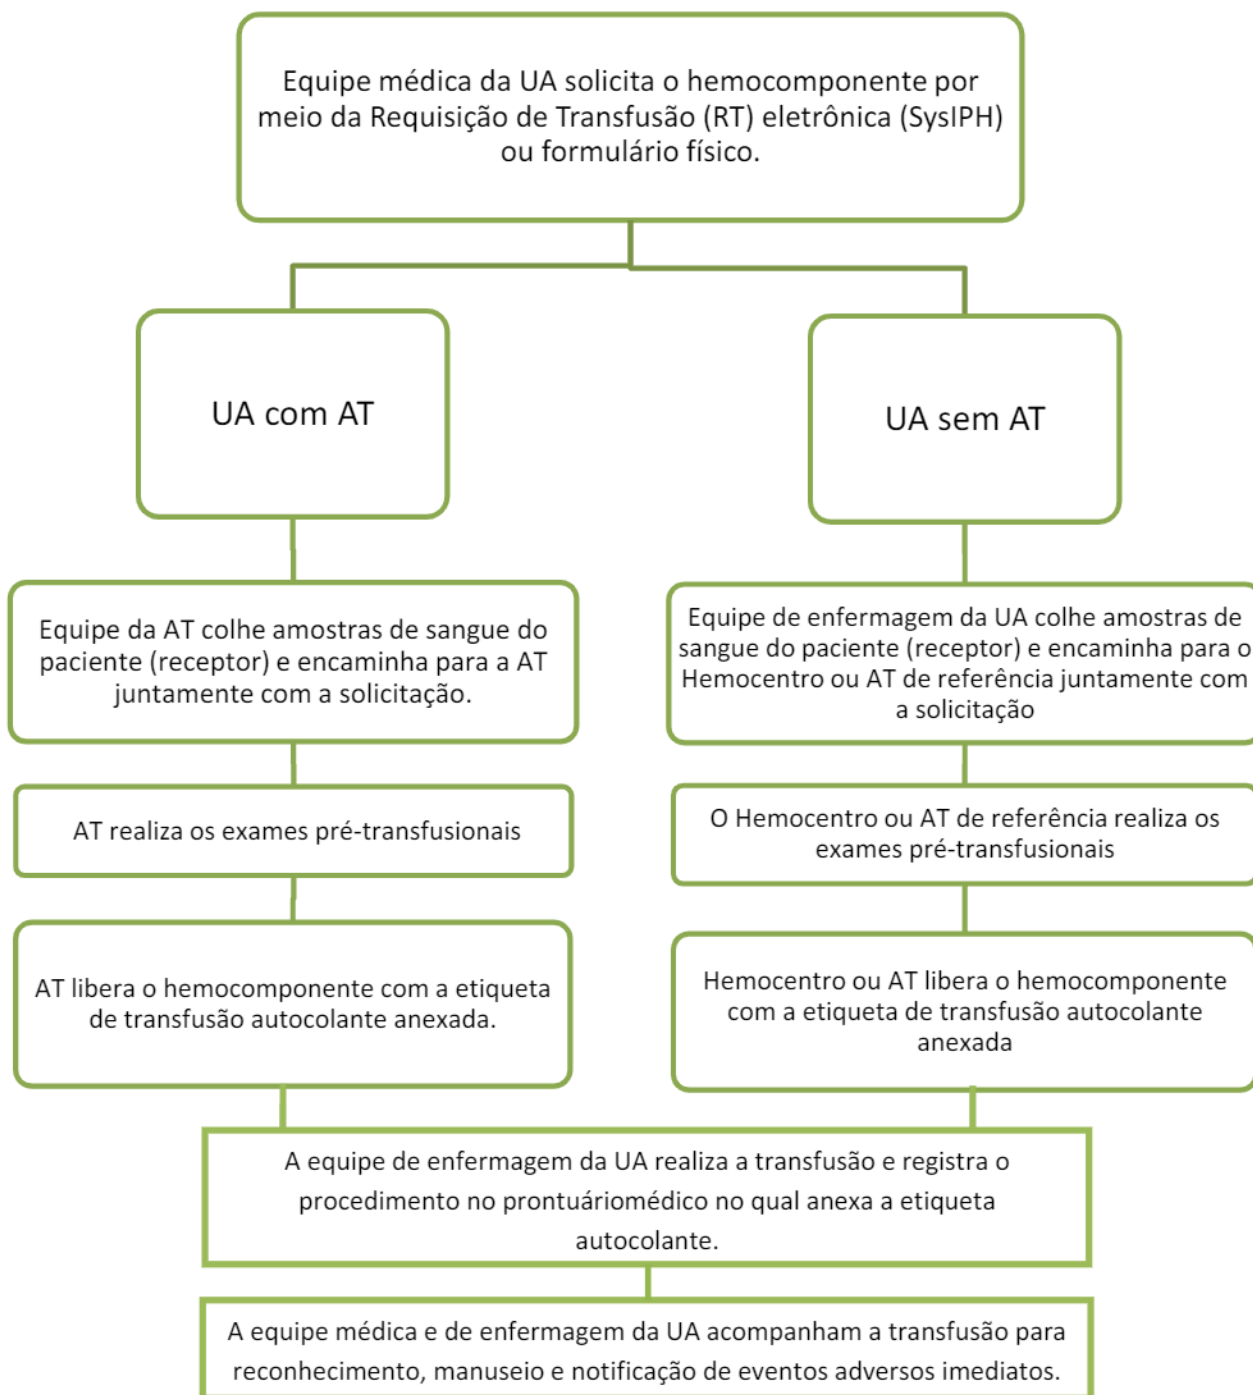 Equipe médica da UA solicita o hemocomponente por
meio da Requisição de Transfusão (RT) eletrônica (SysIPH)
ou formulário físico.
UA com AT
UA sem AT
Equipe da AT colhe amostras de sangue do
paciente (receptor) e encaminha para a AT
juntamente com a solicitação.
Equipe de enfermagem da UA colhe amostras de
sangue do paciente (receptor) e encaminha para o
Hemocentro ou AT de referência juntamente com
a solicitação
AT realiza os exames pré-transfusionais
O Hemocentro ou AT de referência realiza os
exames pré-transfusionais
AT libera o hemocomponente com a etiqueta
de transfusão autocolante anexada.
Hemocentro ou AT libera o hemocomponente
com a etiqueta de transfusão autocolante
anexada
A equipe de enfermagem da UA realiza a transfusão e registra o
procedimento no prontuáriomédico no qual anexa a etiqueta
autocolante.
A equipe médica e de enfermagem da UA acompanham a transfusão para
reconhecimento, manuseio e notificação de eventos adversos imediatos.